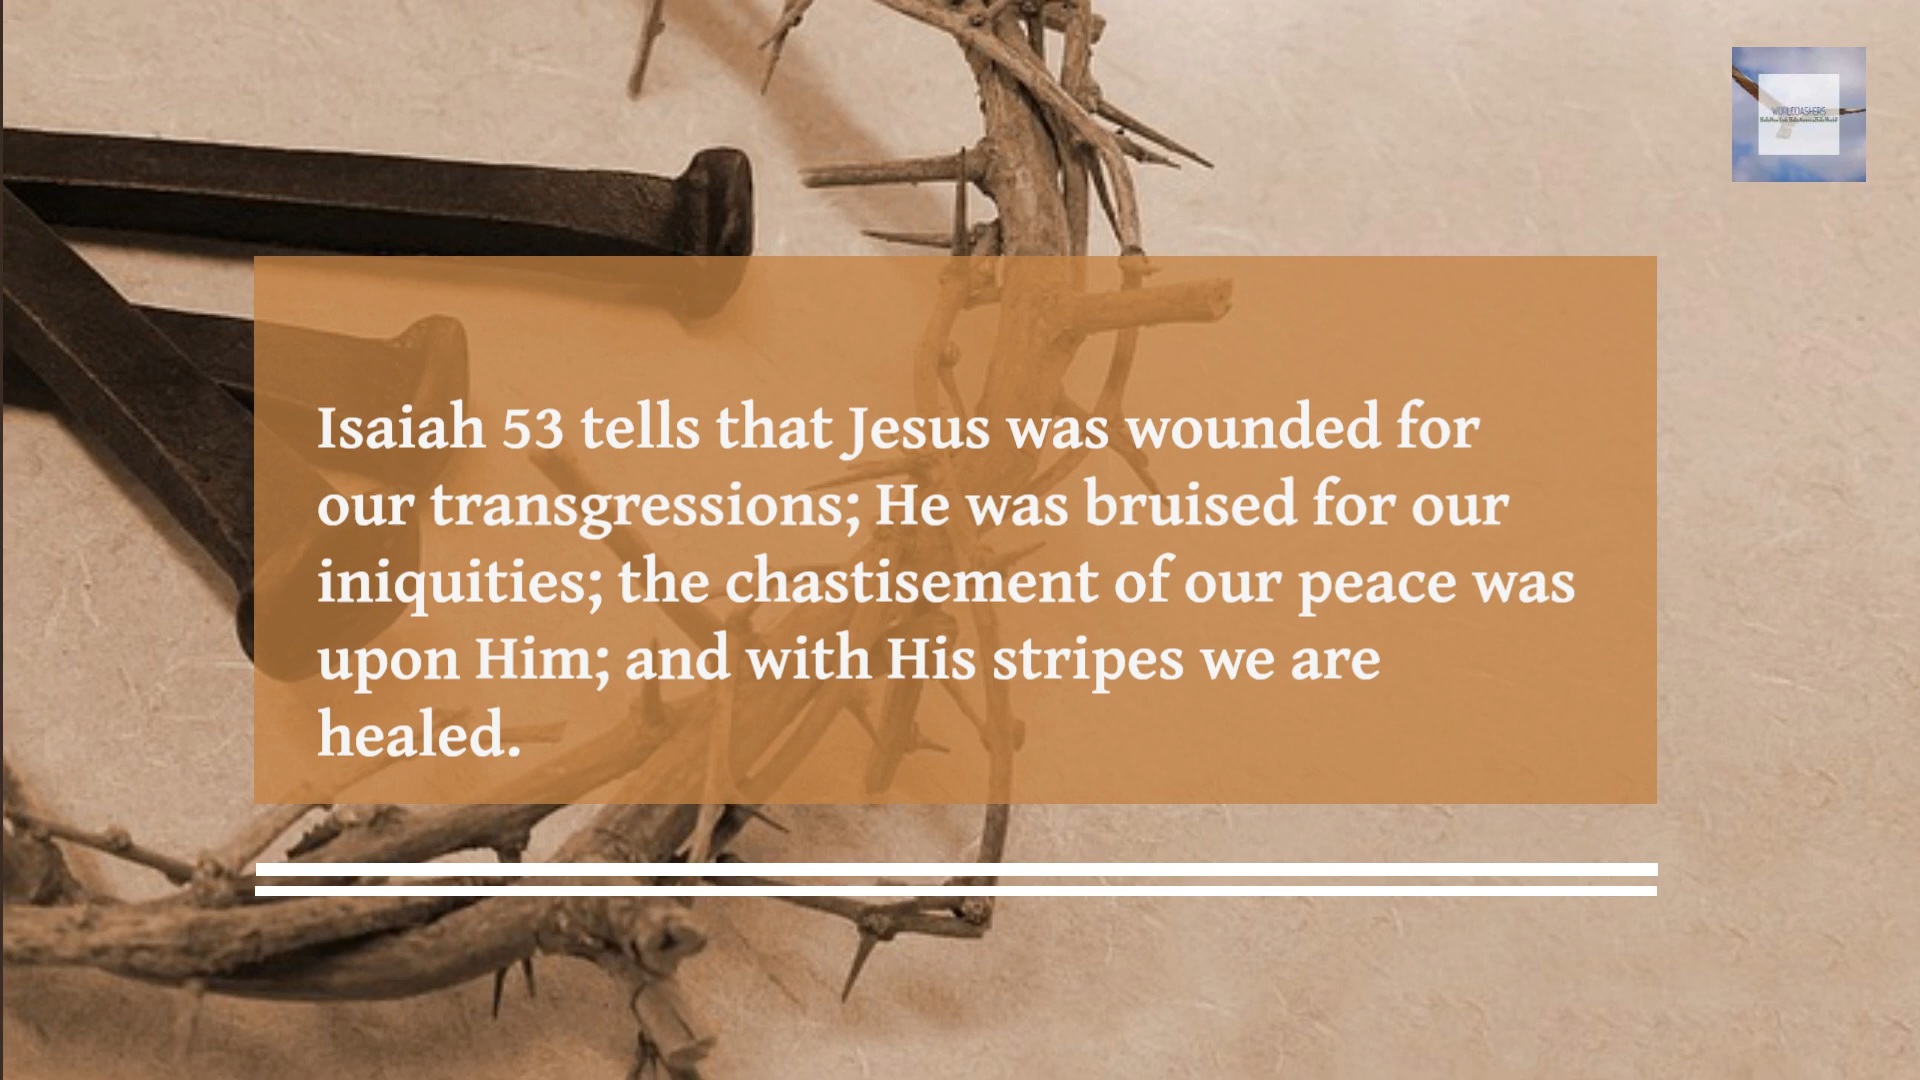 WORLDCASTERS
Isaiah 53 tells that Jesus was wounded for
our transgressions; He was bruised for our
iniquities; the chastisement of our peace was
upon Him; and with His stripes we are
healed.